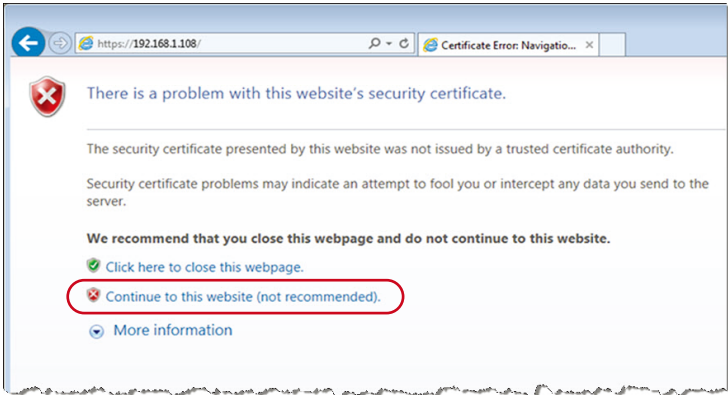 https://192.168.1.108/
Certificate Error: Navigatio...
There is a problem with this website's security certificate.
The security certificate presented by this website was not issued by a trusted certificate authority.
Security certificate problems may indicate an attempt to fool you or intercept any data you send to the
server.
We recommend that you close this webpage and do not continue to this website.
Click here to close this webpage.
Continue to this website (not recommended).
More information